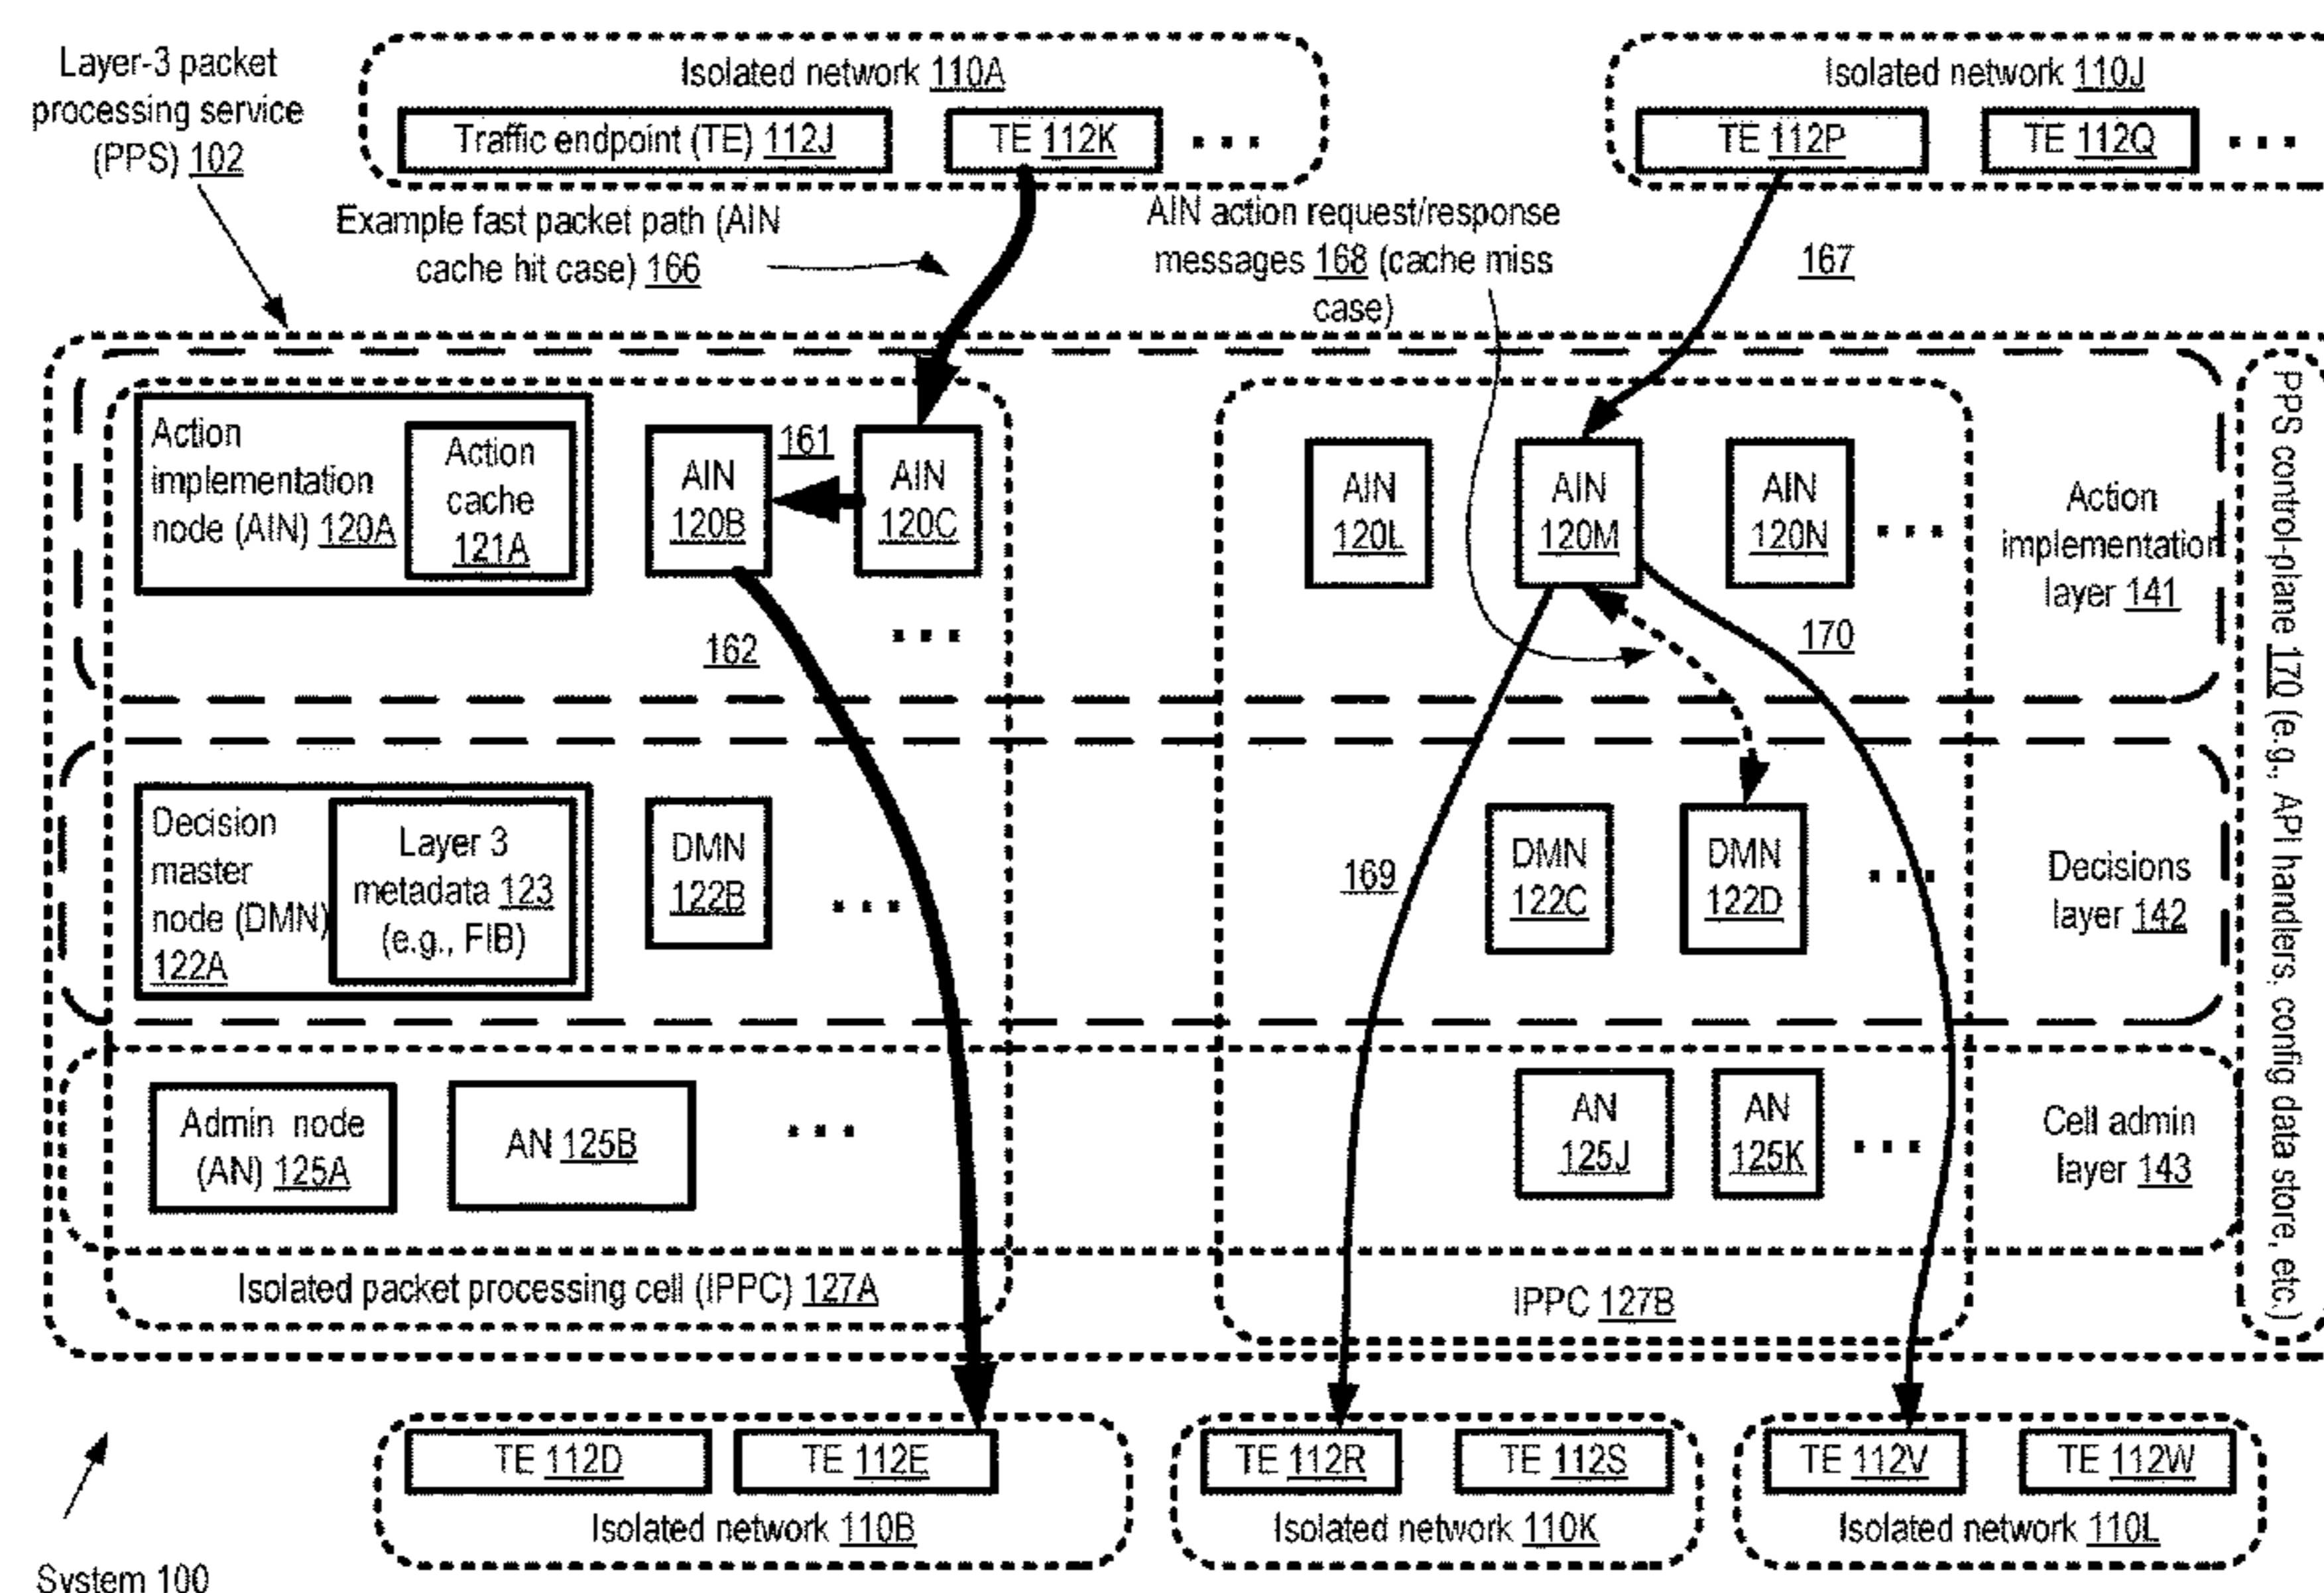 Layer-3 packet
processing service
(PPS) 102
Isolated network 110A
Traffic endpoint (TE) 112J
TE 112K
...
Isolated network 110J
TE 112P
TE 112Q
...
Example fast packet path (AIN
cache hit case) 166
AIN action request/response
messages 168 (cache miss
case)
167
Action
implementation
node (AIN) 120A
Action
cache
121A
AIN
120B
161
AIN
120C
...
162
AIN
120L
AIN
120M
AIN
120N
...
170
Action
implementation
layer 141
Decision
master
node (DMN)
122A
Layer 3
metadata 123
(e.g., FIB)
DMN
122B
...
169
DMN
122C
DMN
122D
...
Decisions
layer 142
Admin node
(AN) 125A
AN 125B
...
AN
125J
AN
125K
...
Cell admin
layer 143
Isolated packet processing cell (IPPC) 127A
IPPC 127B
PPS control-plane 170 (e.g., API handlers, config data store, etc.)
TE 112D
TE 112E
Isolated network 110B
TE 112R
TE 112S
Isolated network 110K
TE 112V
TE 112W
Isolated network 110L
System 100